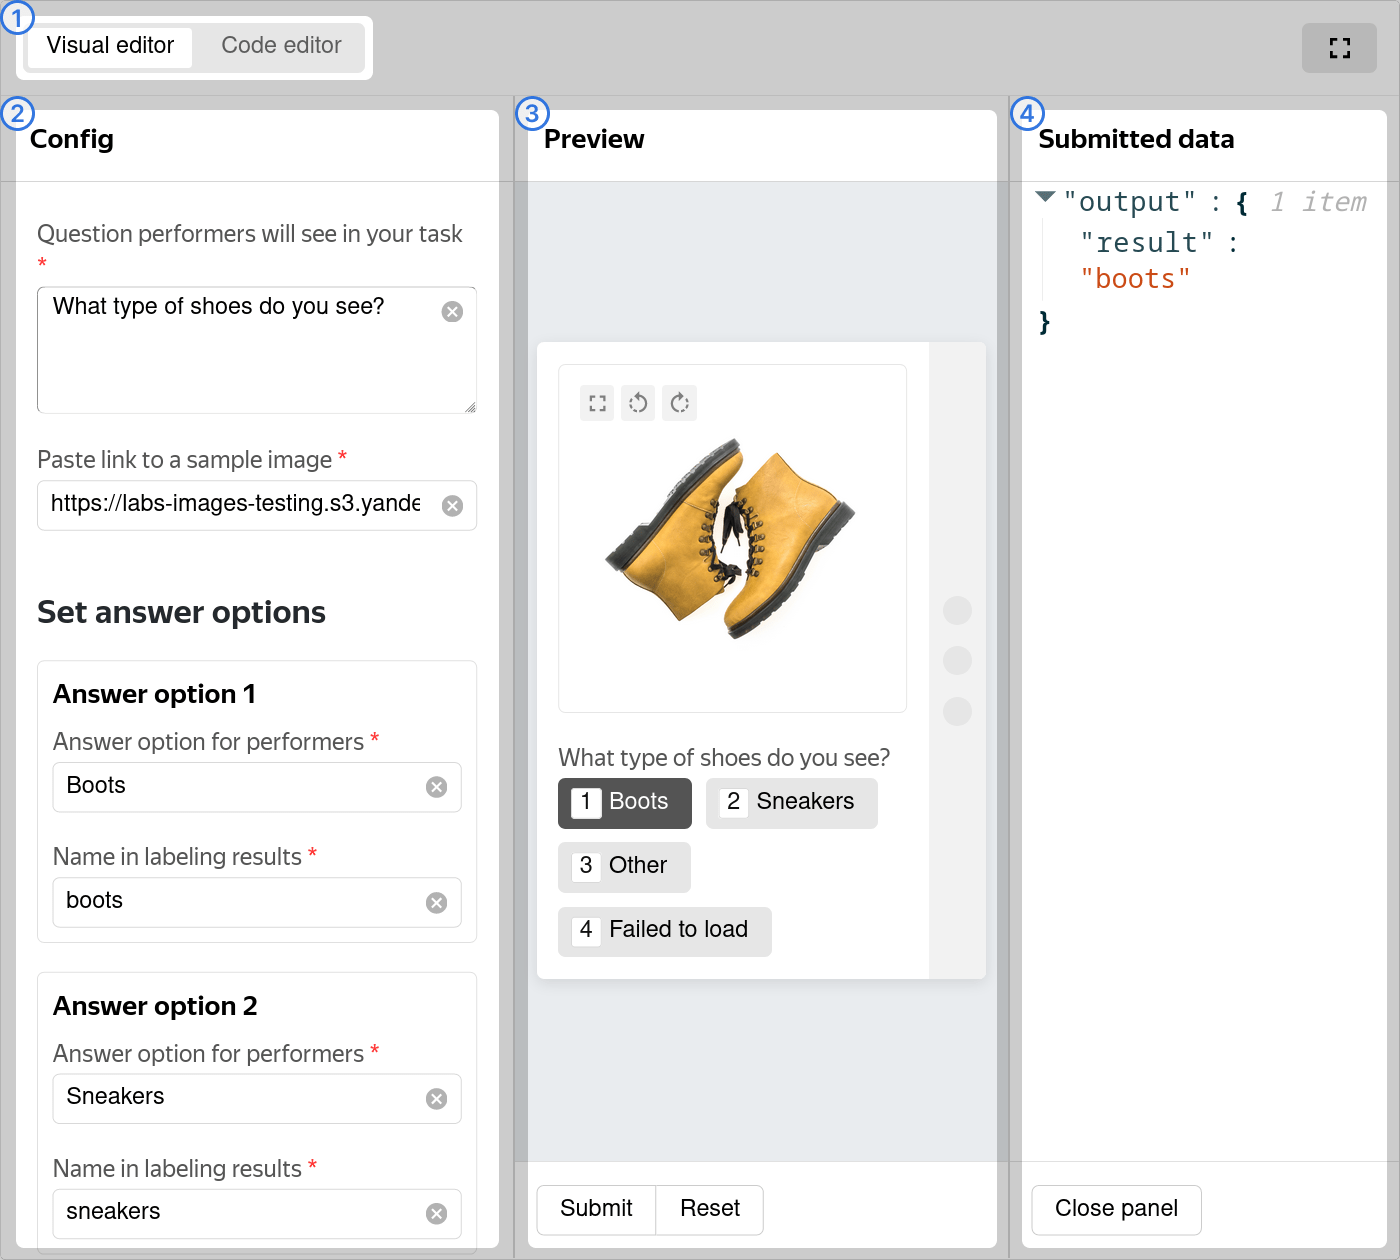 1
Visual editor
Code editor
2
Config
Question performers will see in your task
*
What type of shoes do you see?
Paste link to a sample image *
https://labs-images-testing.s3.yande
Set answer options
Answer option 1
Answer option for performers *
Boots
Name in labeling results *
boots
Answer option 2
Answer option for performers *
Sneakers
Name in labeling results *
sneakers
3
Preview
What type of shoes do you see?
1 Boots
2 Sneakers
3 Other
4 Failed to load
Submit
Reset
4
Submitted data
"output" : { 1 item
"result" :
"boots"
}
Close panel